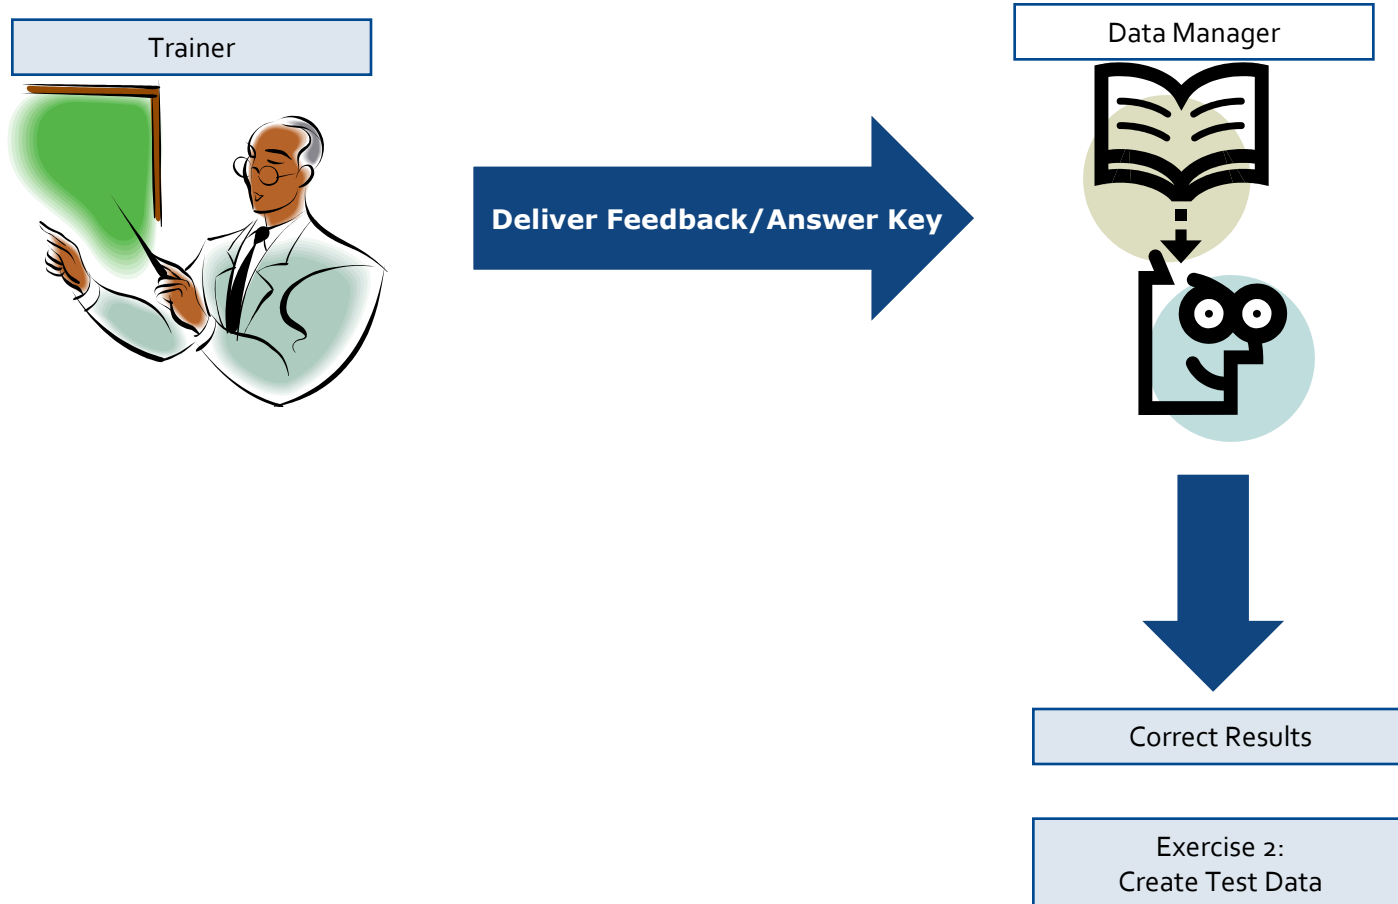 Trainer
Data Manager
Deliver Feedback/Answer Key
Correct Results
Exercise 2:
Create Test Data